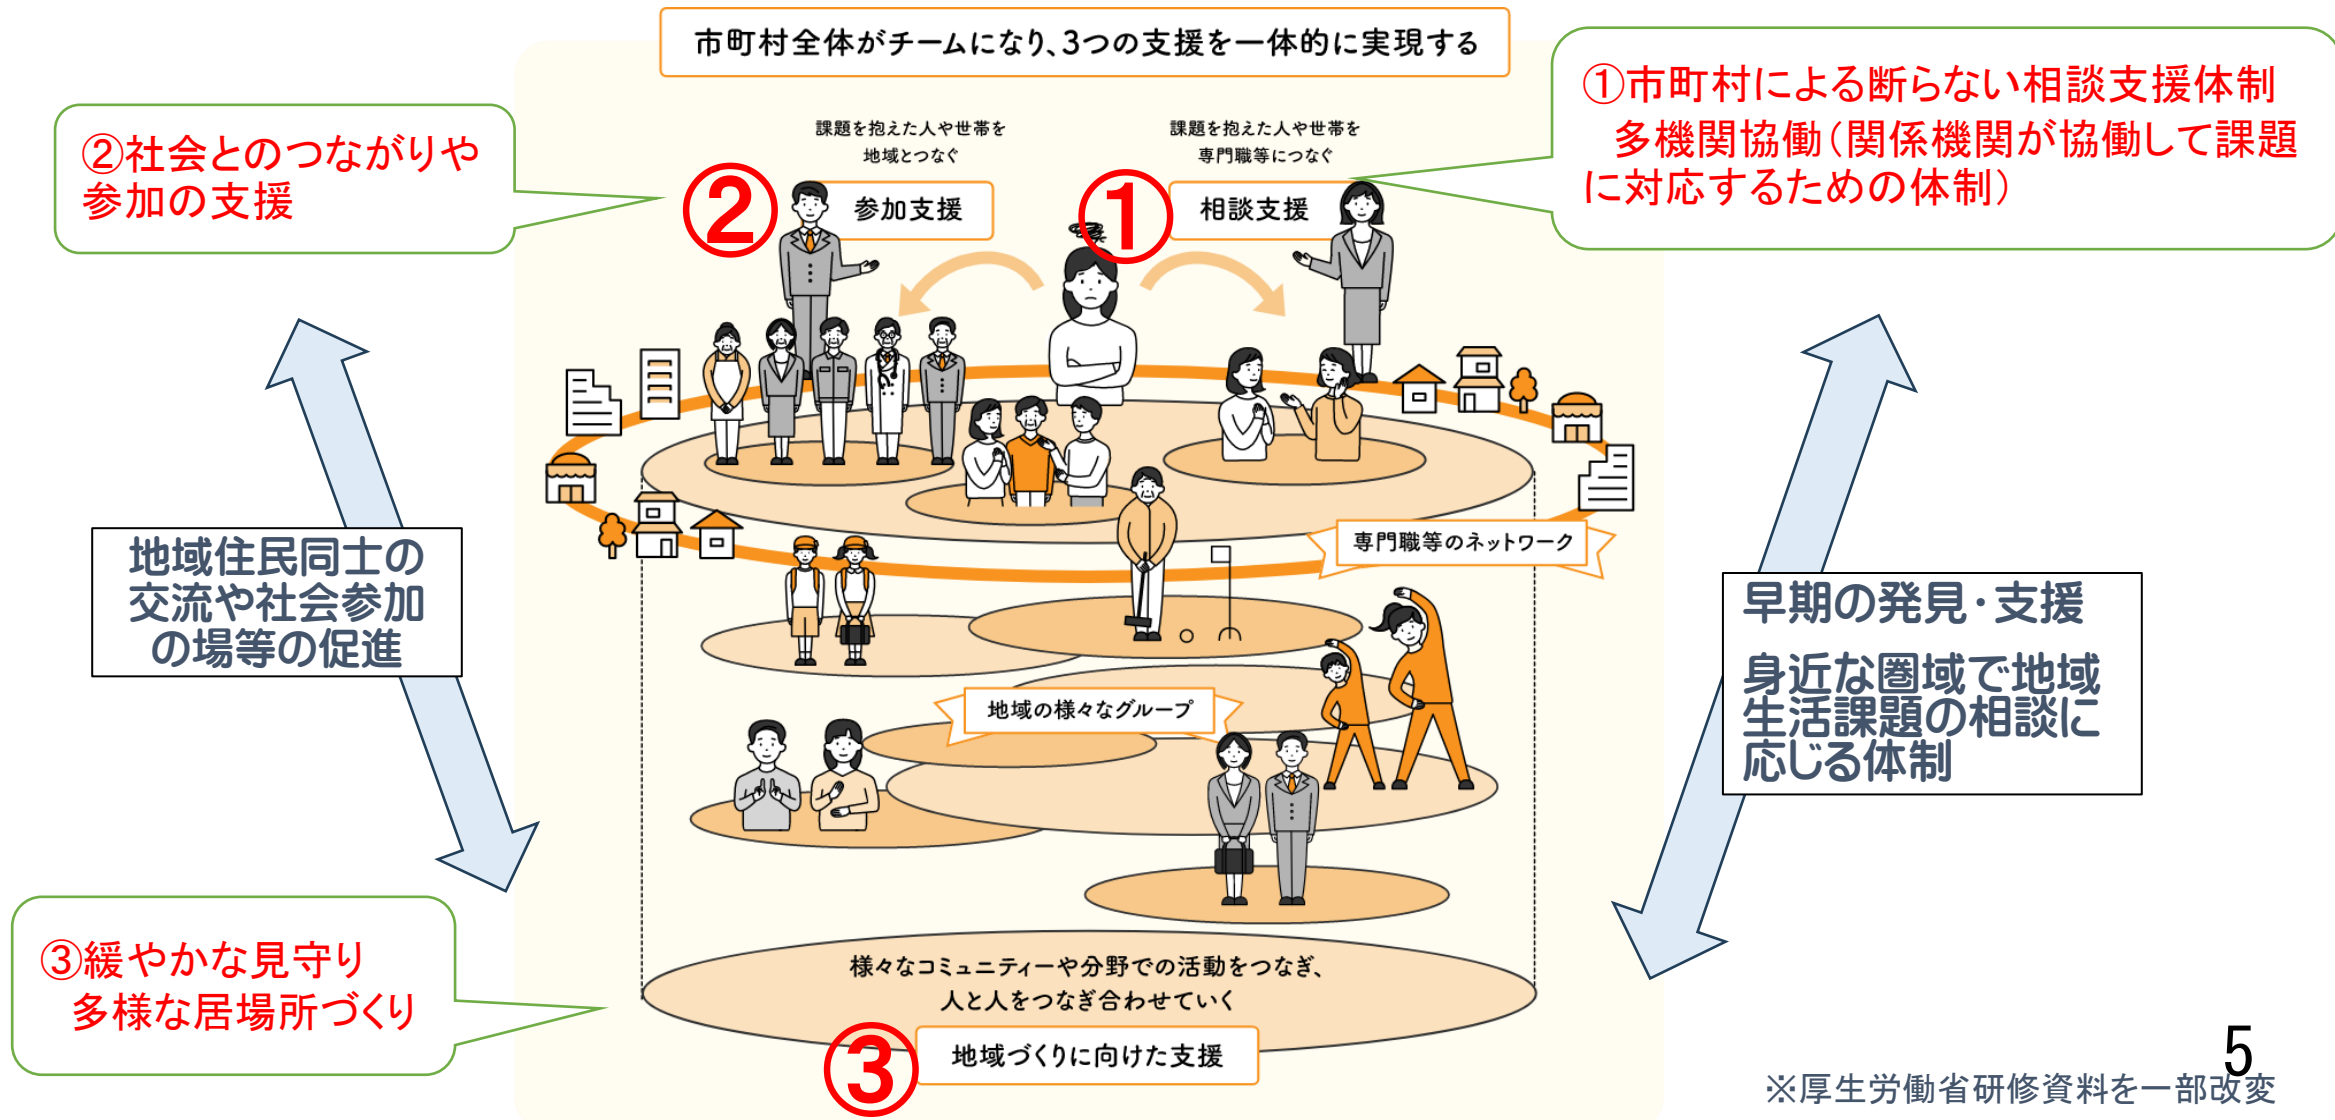 市町村全体がチームになり、3つの支援を一体的に実現する
①市町村による断らない相談支援体制
多機関協働（関係機関が協働して課題
に対応するための体制）
②社会とのつながりや
参加の支援
課題を抱えた人や世帯を
地域とつなぐ
②
参加支援
課題を抱えた人や世帯を
専門職等につなぐ
①
相談支援
専門職等のネットワーク
地域住民同士の
交流や社会参加
の場等の促進
早期の発見・支援
身近な圏域で地域
生活課題の相談に
応じる体制
地域の様々なグループ
③緩やかな見守り
多様な居場所づくり
様々なコミュニティーや分野での活動をつなぎ、
人と人をつなぎ合わせていく
③
地域づくりに向けた支援
5
※厚生労働省研修資料を一部改変